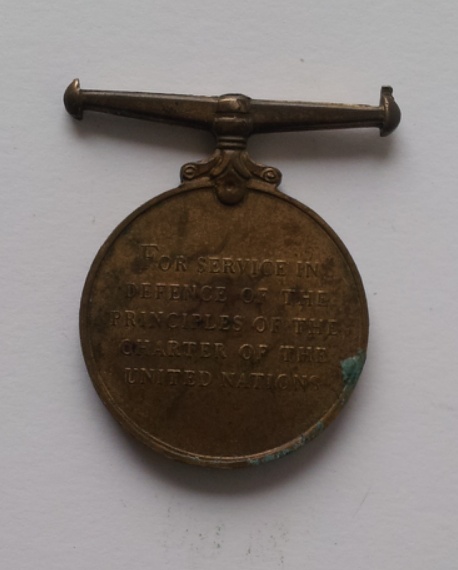 FOR SERVICE IN
DEFENCE OF THE
PRINCIPLES OF THE
CHARTER OF THE
UNITED NATIONS